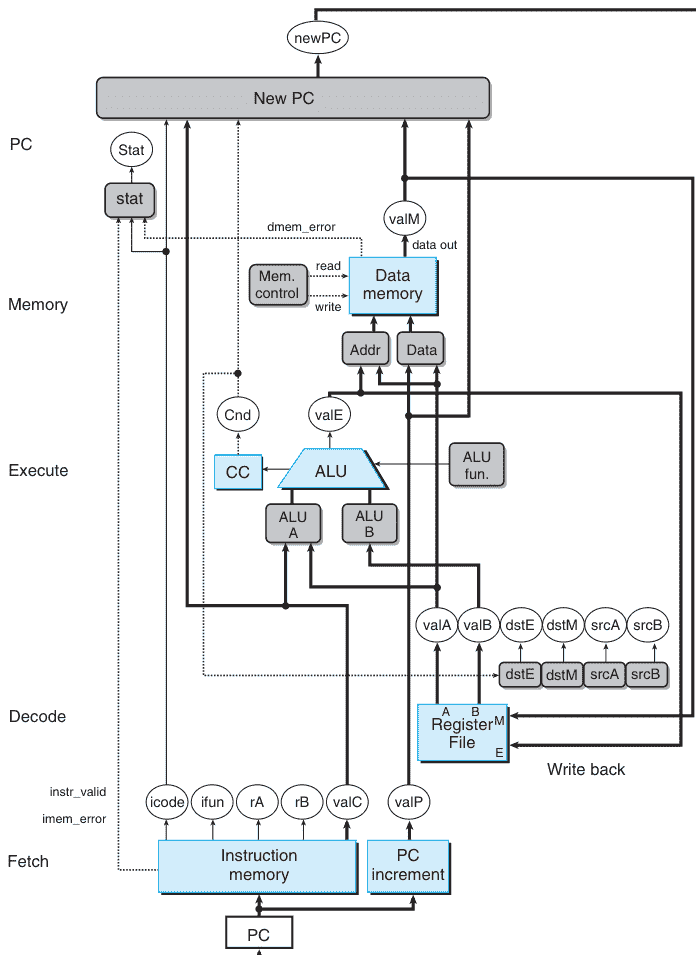 newPC
New PC
PC
Stat
stat
valM
dmem_error
data out
Mem.
control
read
write
Data
memory
Memory
Addr
Data
Cnd
valE
Execute
CC
ALU
ALU
fun.
ALU
A
ALU
B
valA
valB
dstE
dstM
srcA
srcB
dstE
dstM
srcA
srcB
Decode
A
B
Register
File
M
E
Write back
instr_valid
imem_error
icode
ifun
rA
rB
valC
valP
Fetch
Instruction
memory
PC
increment
PC